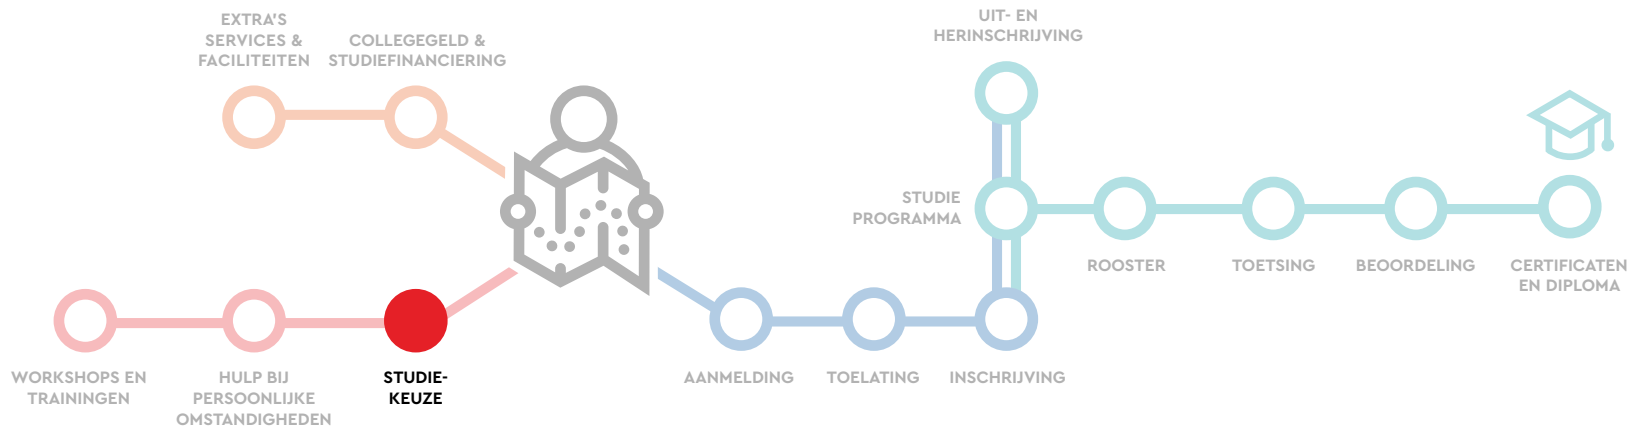 EXTRA'S
SERVICES &
FACILITEITEN
COLLEGEGELD &
STUDIEFINANCIERING
UIT- EN
HERINSCHRIJVING
STUDIE
PROGRAMMA
ROOSTER
TOETSING
BEOORDELING
CERTIFICATEN
EN DIPLOMA
WORKSHOPS EN
TRAININGEN
HULP BIJ
PERSOONLIJKE
OMSTANDIGHEDEN
STUDIE-
KEUZE
AANMELDING
TOELATING
INSCHRIJVING